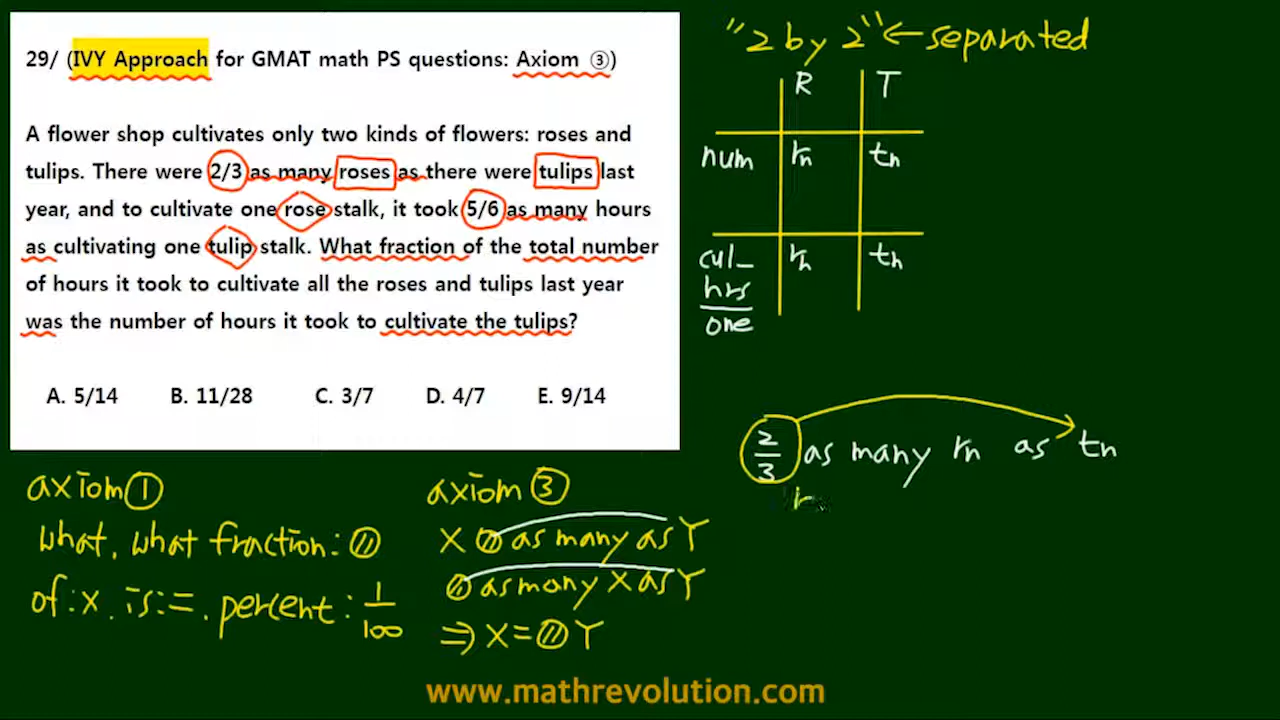 29/ (IVY Approach for GMAT math PS questions: Axiom ③)
A flower shop cultivates only two kinds of flowers: roses and
tulips. There were 2/3 as many roses as there were tulips last
year, and to cultivate one rose stalk, it took 5/6 as many hours
as cultivating one tulip stalk. What fraction of the total number
of hours it took to cultivate all the roses and tulips last year
was the number of hours it took to cultivate the tulips?
A. 5/14 B. 11/28 C. 3/7 D. 4/7 E. 9/14
"2 by 2" ← separated
R T
num rn tn
cul_ rh th
hrs
one
2/3 as many rn as tn
r
axiom ①
what, what fraction:
of:x. is:=. percent: 1/100
axiom ③
X as many as Y
as many X as Y
⇒ X= Y
www.mathrevolution.com